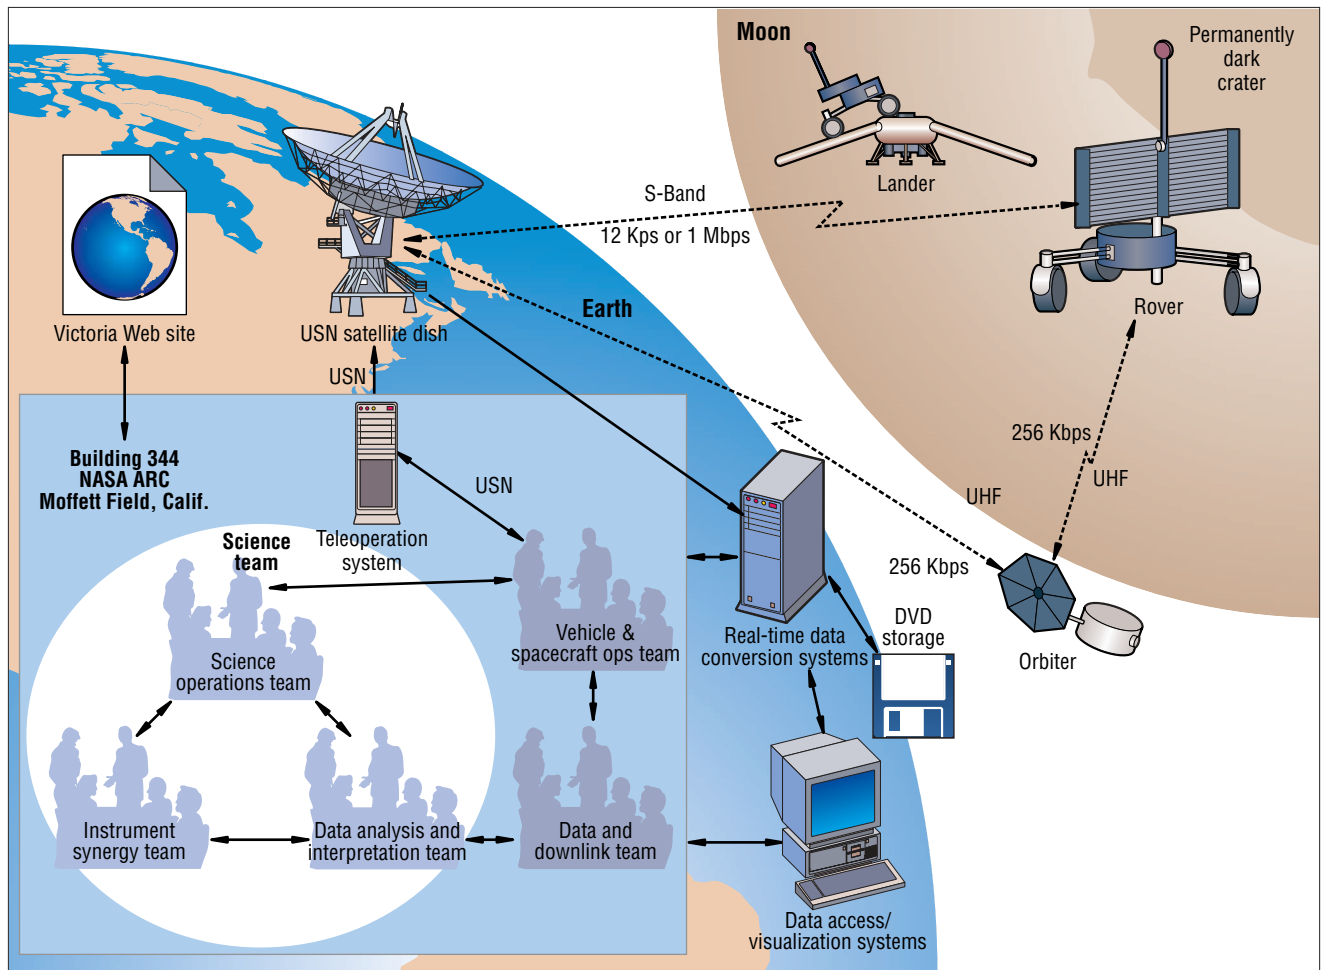 Moon
Permanently
dark
crater
Lander
S-Band
12 Kps or 1 Mbps
Rover
Earth
Victoria Web site
USN satellite dish
USN
Building 344
NASA ARC
Moffett Field, Calif.
USN
Teleoperation
system
256 Kbps
UHF
UHF
256 Kbps
Science
team
Science
operations team
Vehicle &
spacecraft ops team
Real-time data
conversion systems
DVD
storage
Orbiter
Instrument
synergy team
Data analysis and
interpretation team
Data and
downlink team
Data access/
visualization systems